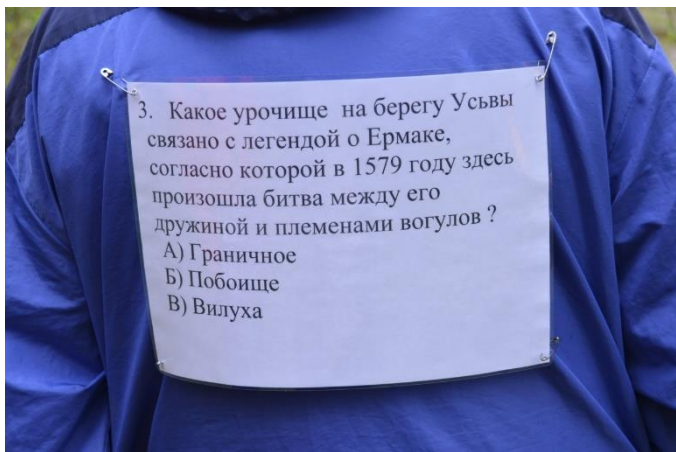 3. Какое урочище на берегу Усьвы
связано с легендой о Ермаке,
согласно которой в 1579 году здесь
произошла битва между его
дружиной и племенами вогулов ?
А) Граничное
Б) Побоище
В) Вилуха